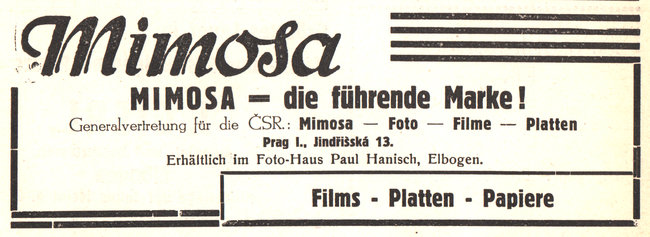 Mimosa
MIMOSA = die führende Marke!
Generalvertretung für die ČSR.: Mimosa — Foto — Filme — Platten
Prag I., Jindřišská 13.
Erhältlich im Foto-Haus Paul Hanisch, Elbogen.
Films - Platten - Papiere